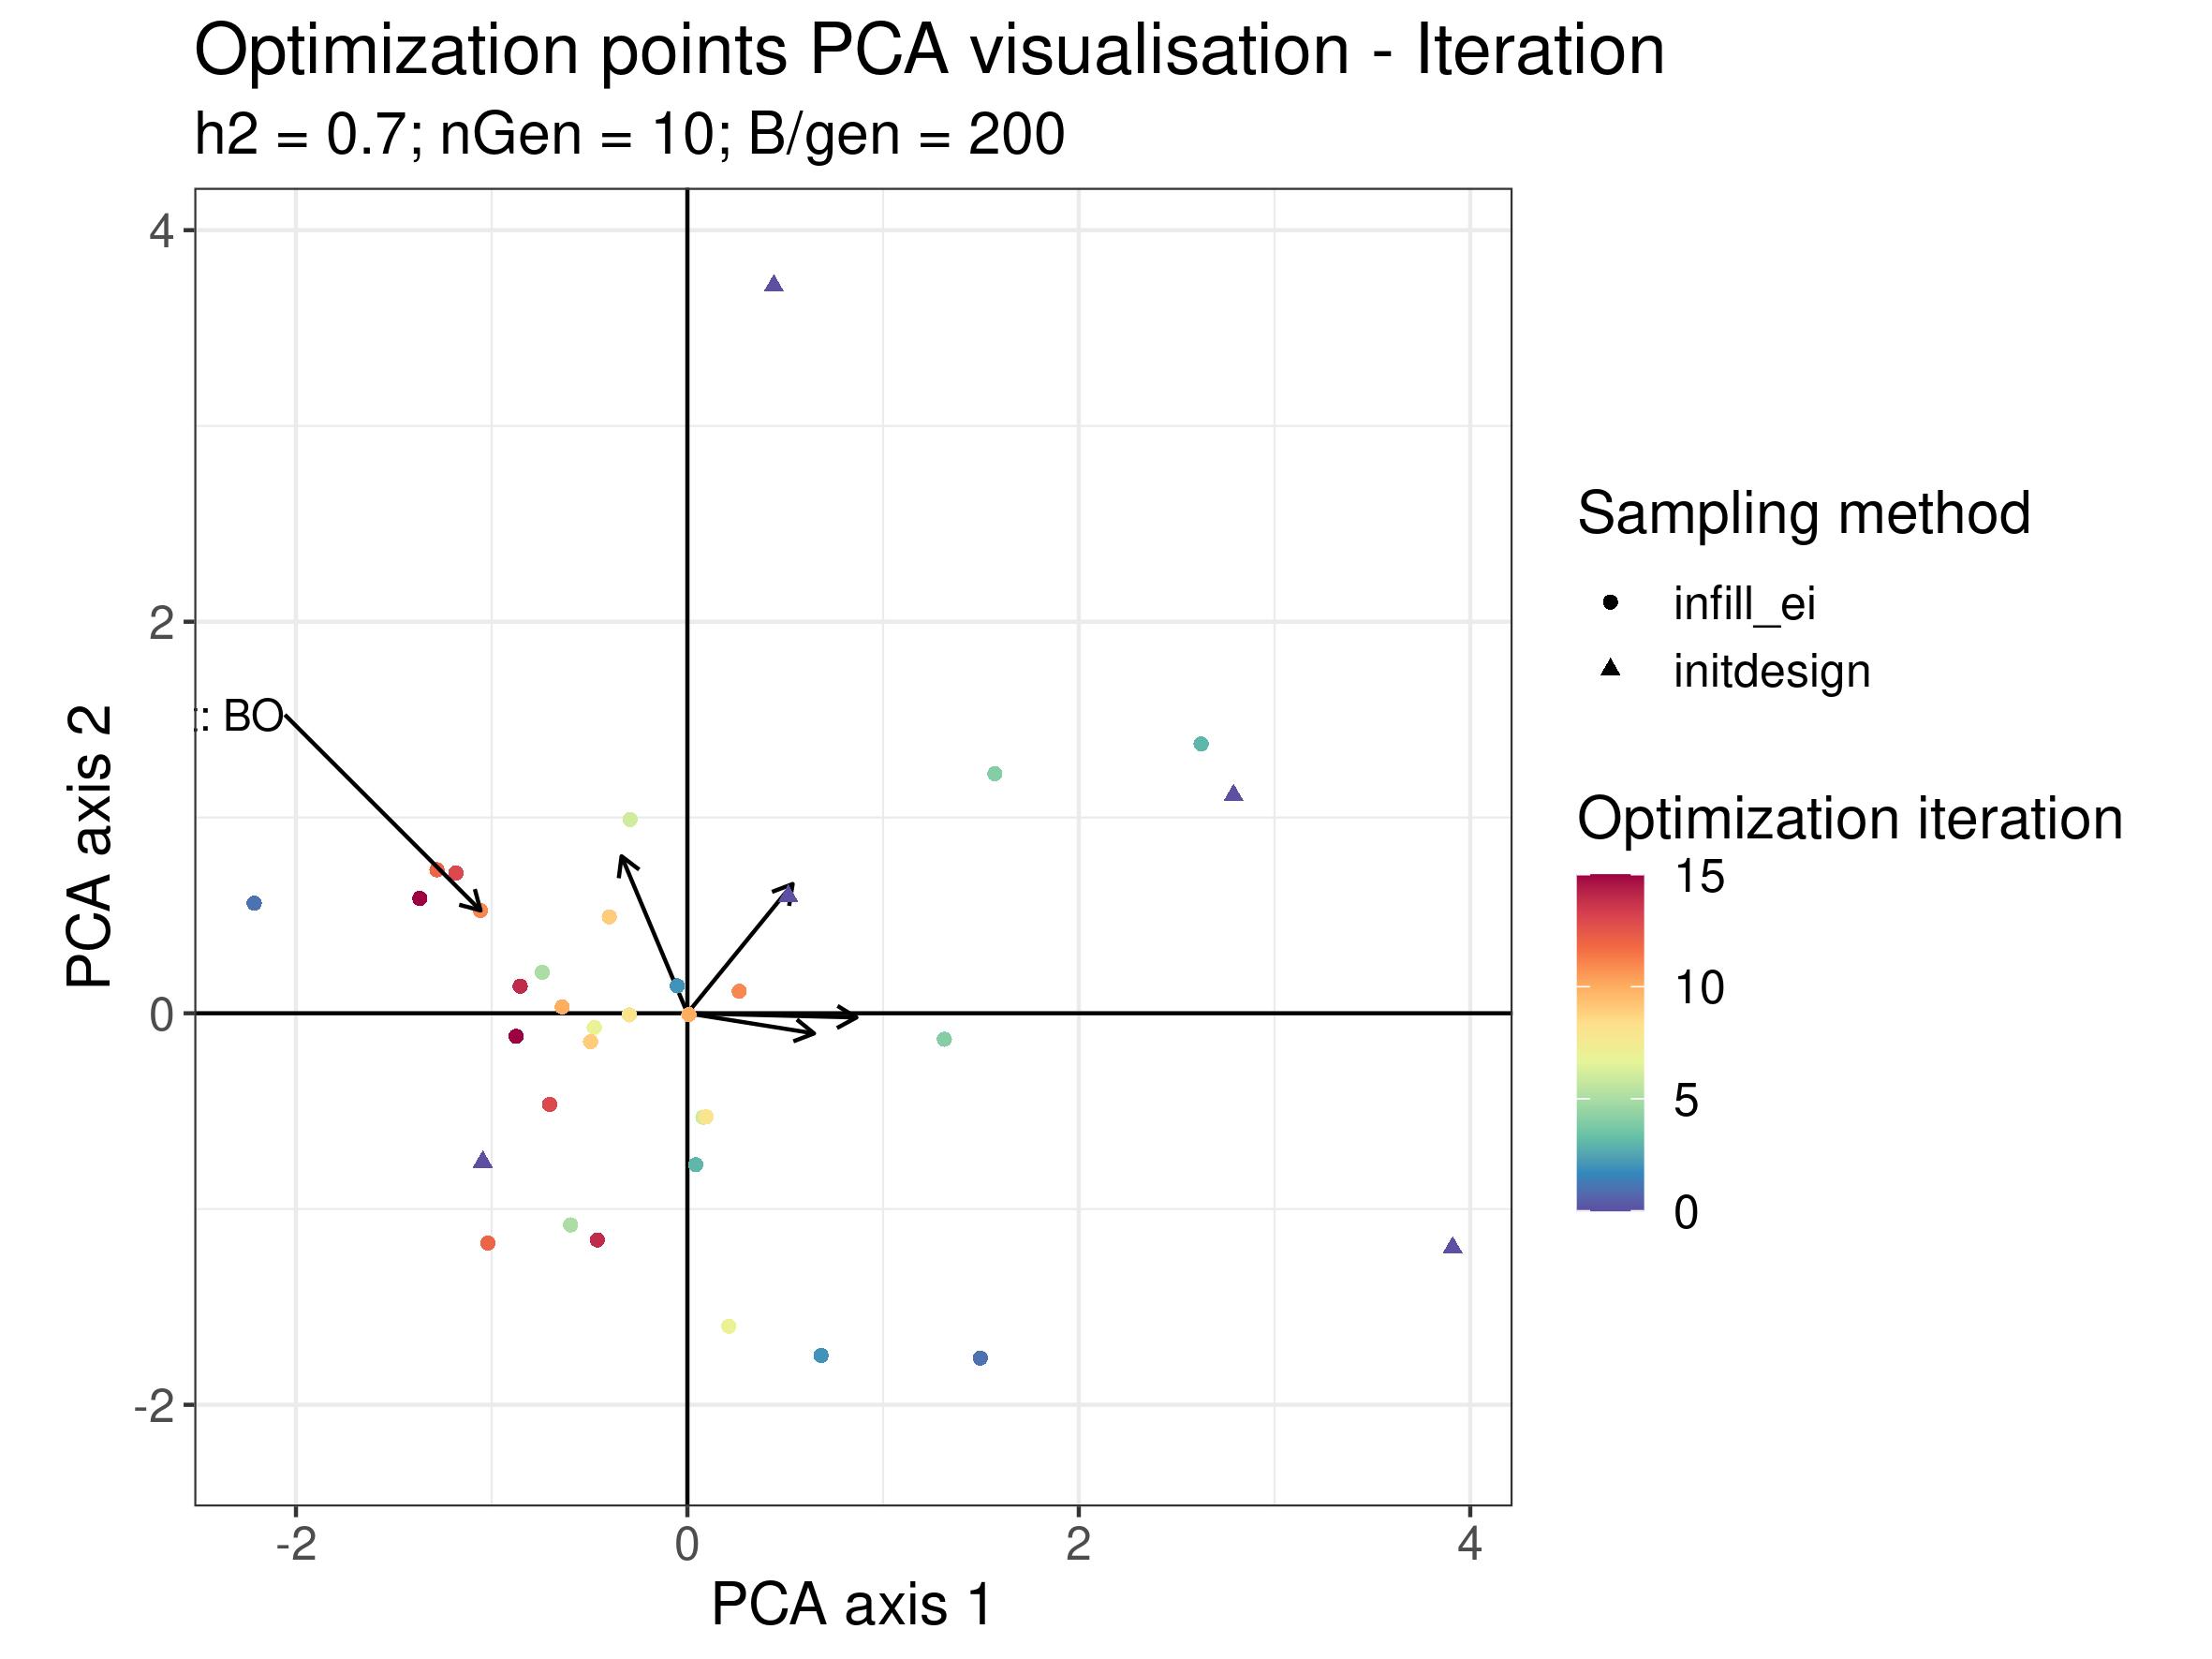 Optimization points PCA visualisation - Iteration
h2 = 0.7; nGen = 10; B/gen = 200
4
2
0
-2
PCA axis 2
: BO
-2
0
2
4
PCA axis 1
Sampling method
infill_ei
initdesign
Optimization iteration
15
10
5
0